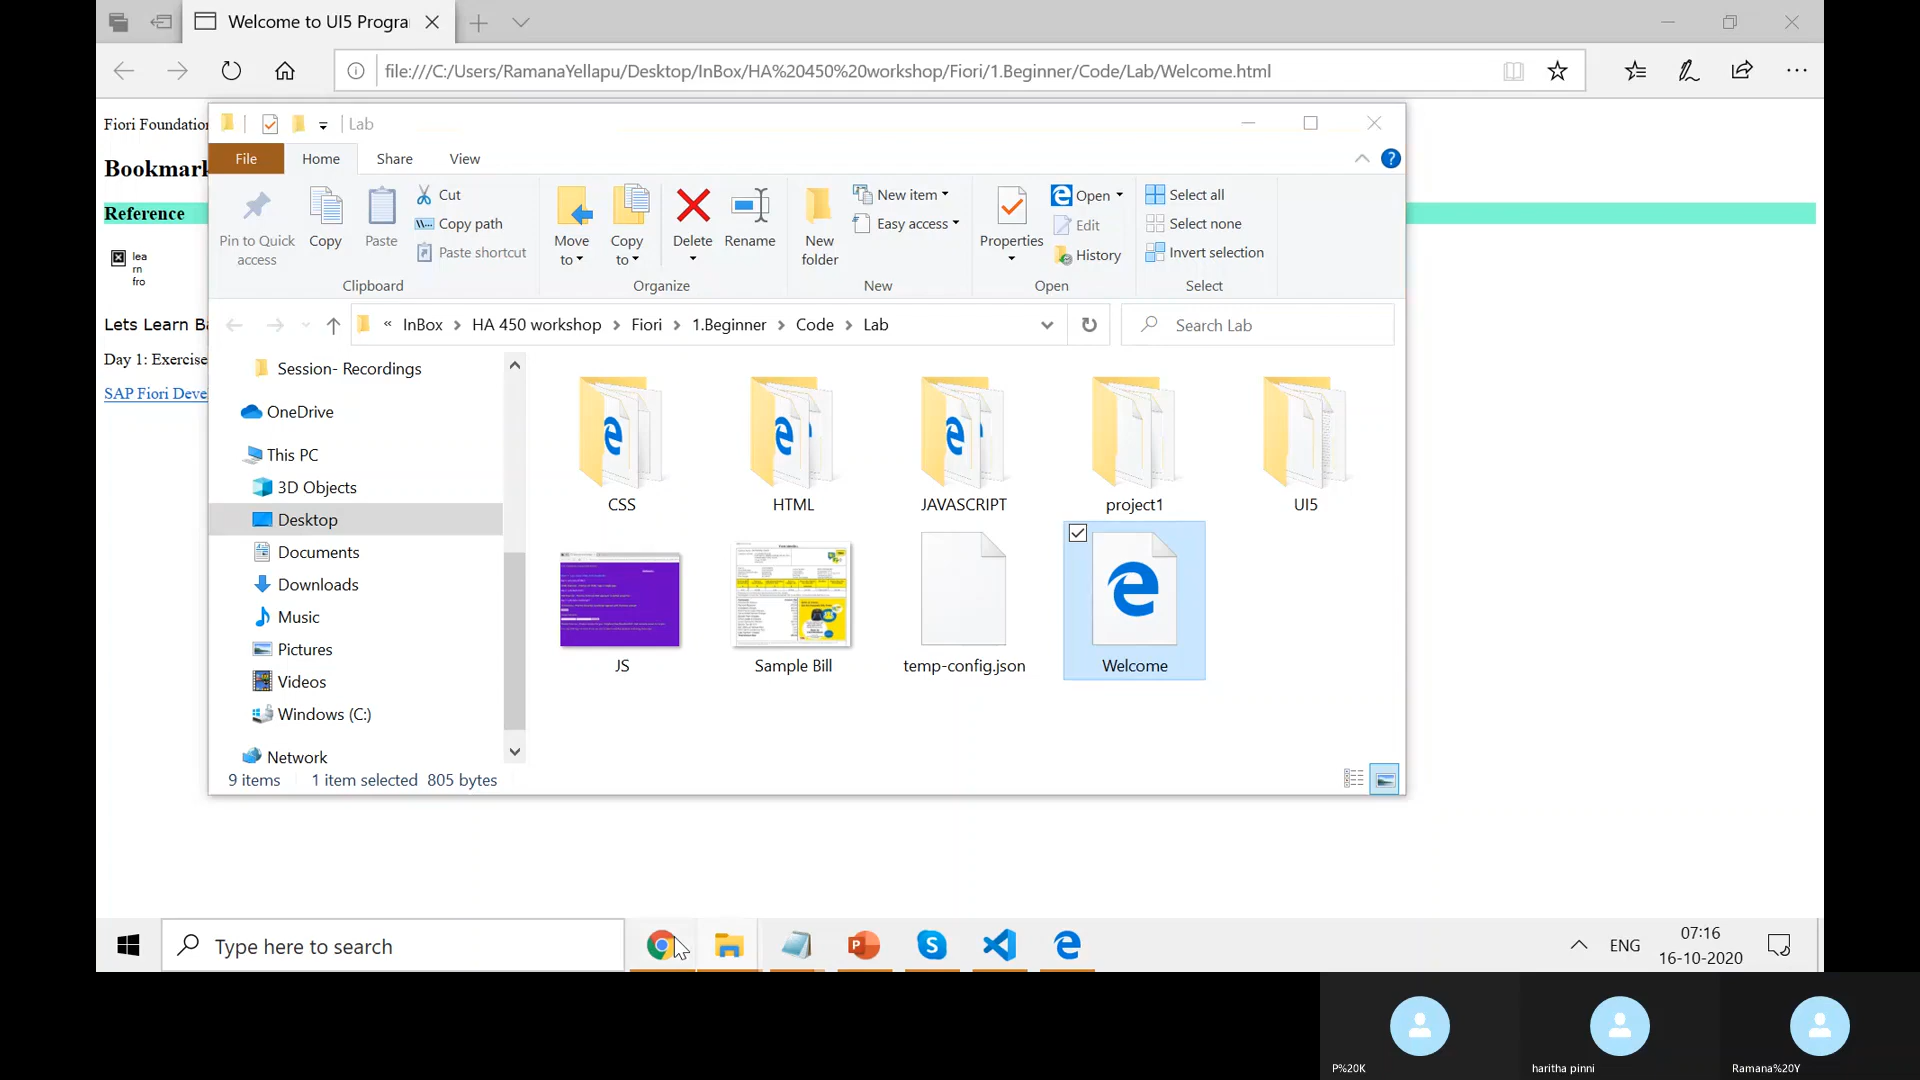 Welcome to UI5 Progra
file:///C:/Users/RamanaYellapu/Desktop/InBox/HA%20450%20workshop/Fiori/1.Beginner/Code/Lab/Welcome.html
Fiori Foundation
Bookmark
Reference
lea
rn
fro
Lets Learn Ba
Day 1: Exercise
SAP Fiori Deve
Lab
File
Home
Share
View
Pin to Quick
access
Copy
Paste
Cut
Copy path
Paste shortcut
Clipboard
Move
to
Copy
to
Delete
Rename
Organize
New
folder
New item
Easy access
New
Properties
Open
Edit
History
Open
Select all
Select none
Invert selection
Select
« InBox > HA 450 workshop > Fiori > 1.Beginner > Code > Lab
Search Lab
Session- Recordings
OneDrive
This PC
3D Objects
Desktop
Documents
Downloads
Music
Pictures
Videos
Windows (C:)
Network
CSS
HTML
JAVASCRIPT
project1
UI5
JS
Sample Bill
temp-config.json
Welcome
9 items
1 item selected 805 bytes
Type here to search
ENG
07:16
16-10-2020
P%20K
haritha pinni
Ramana%20Y